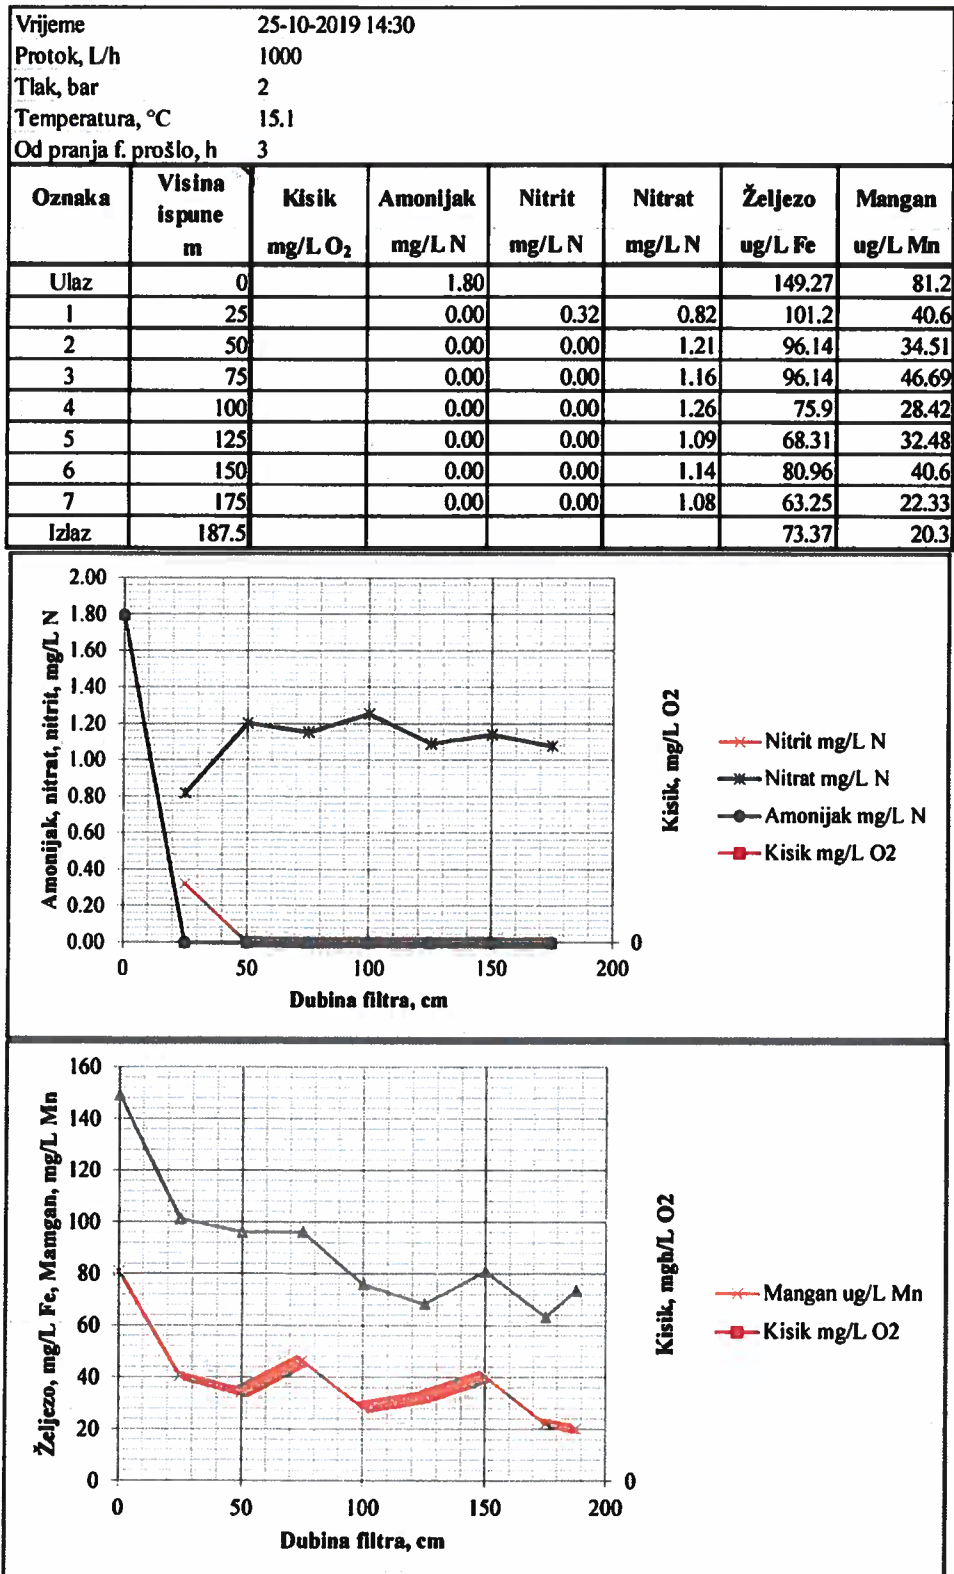 Vrijeme 25-10-2019 14:30
Protok, L/h 1000
Tlak, bar 2
Temperatura, °C 15.1
Od pranja f. prošlo, h 3
Oznaka Visina ispune m Kisik mg/L O₂ Amonijak mg/L N Nitrit mg/L N Nitrat mg/L N Željezo ug/L Fe Mangan ug/L Mn
Ulaz 0 1.80 149.27 81.2
1 25 0.00 0.32 0.82 101.2 40.6
2 50 0.00 0.00 1.21 96.14 34.51
3 75 0.00 0.00 1.16 96.14 46.69
4 100 0.00 0.00 1.26 75.9 28.42
5 125 0.00 0.00 1.09 68.31 32.48
6 150 0.00 0.00 1.14 80.96 40.6
7 175 0.00 0.00 1.08 63.25 22.33
Izlaz 187.5 73.37 20.3
Amonijak, nitrat, nitrit, mg/L N
2.00
1.80
1.60
1.40
1.20
1.00
0.80
0.60
0.40
0.20
0.00
0 50 100 150 200
Dubina filtra, cm
0
Kisik, mg/L O2
Nitrit mg/L N
Nitrat mg/L N
Amonijak mg/L N
Kisik mg/L O2
Željezo, mg/L Fe, Mamgan, mg/L Mn
160
140
120
100
80
60
40
20
0
0 50 100 150 200
Dubina filtra, cm
0
Kisik, mgh/L O2
Mangan ug/L Mn
Kisik mg/L O2